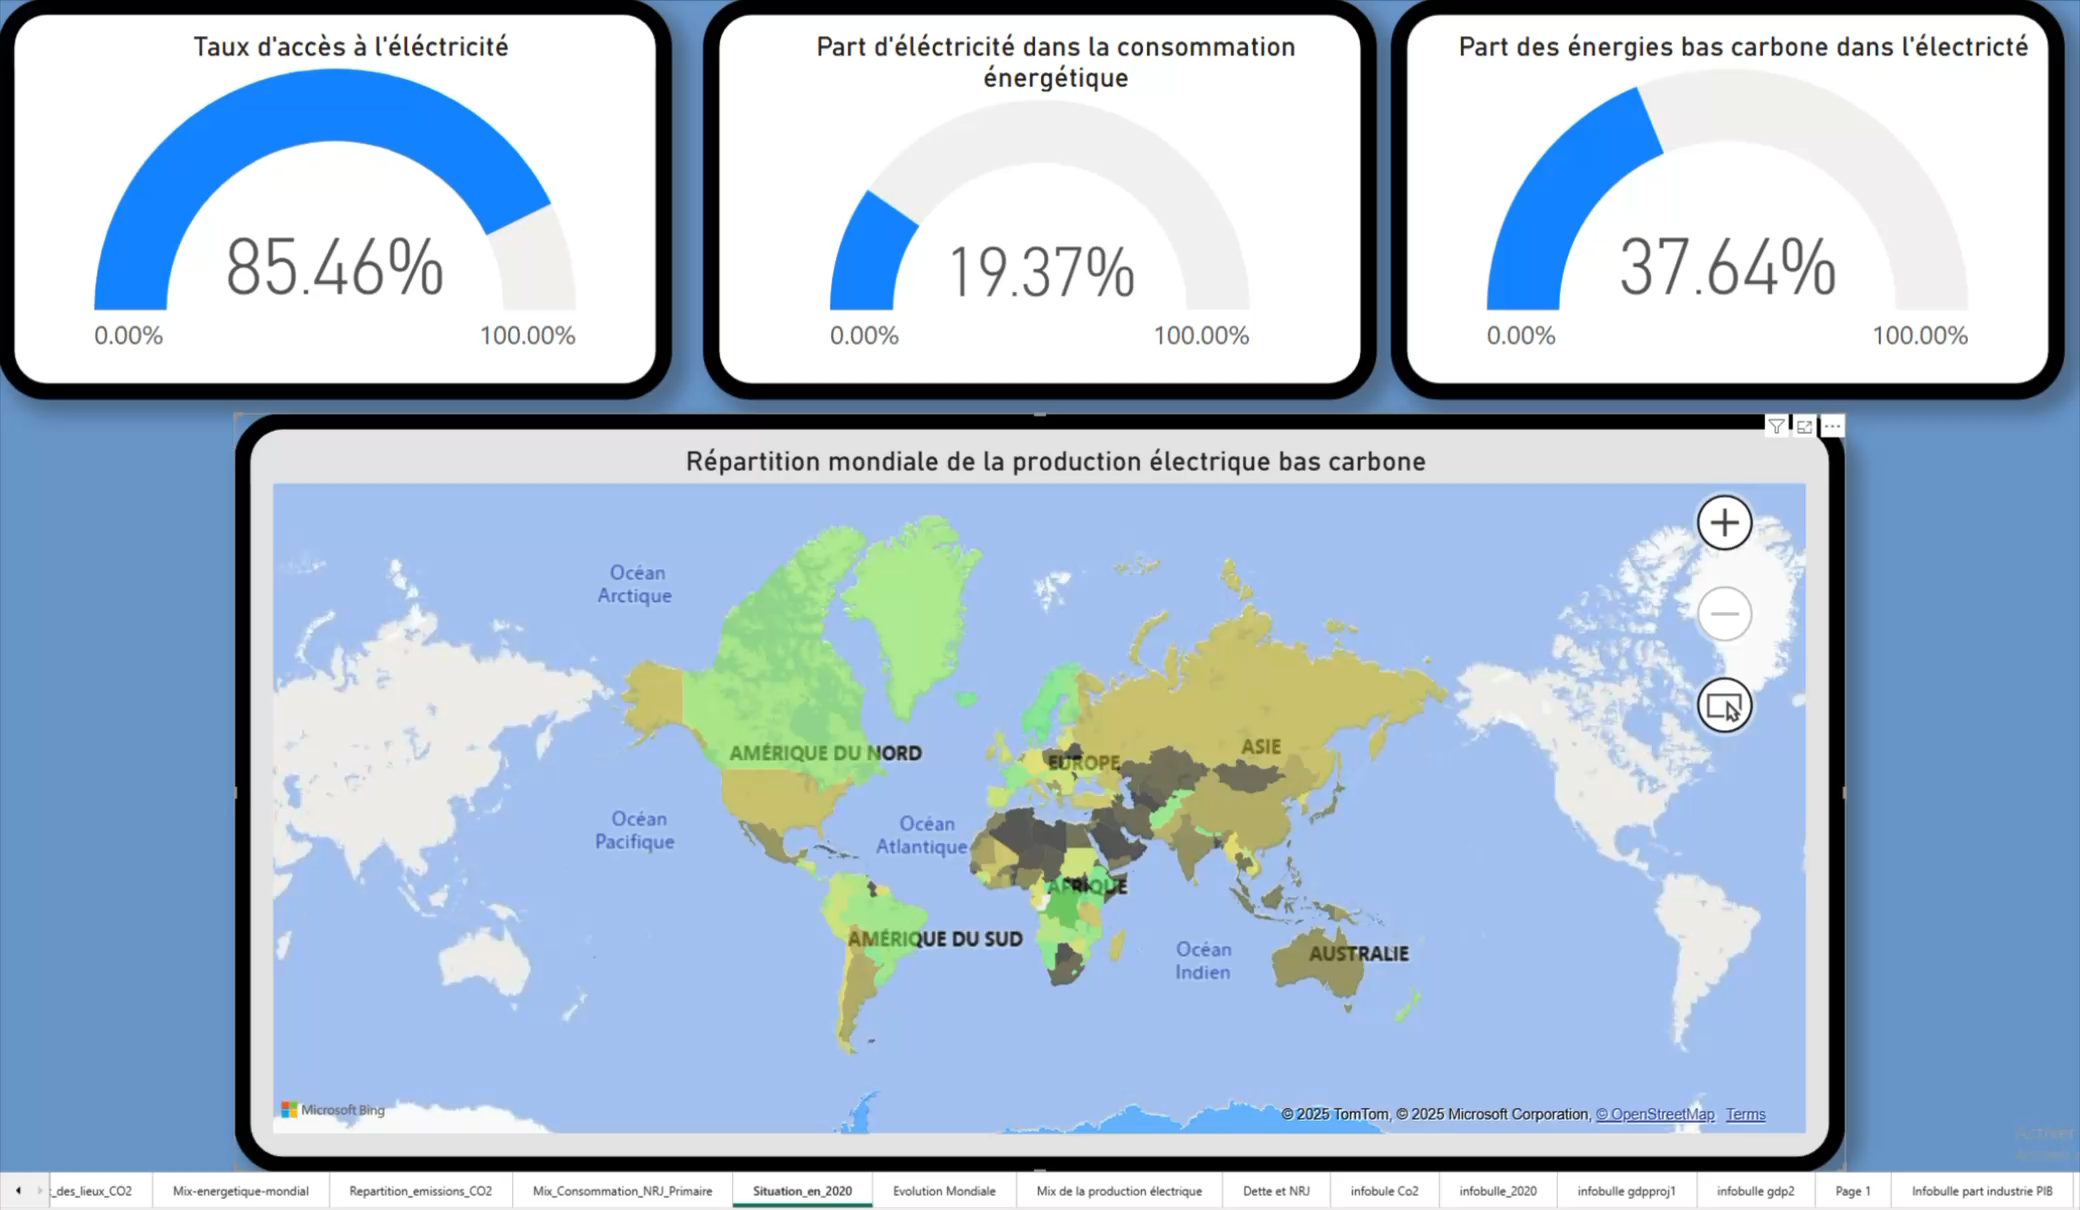 Taux d'accès à l'éléctricité
85.46%
0.00%
100.00%
Part d'éléctricité dans la consommation
énergétique
19.37%
0.00%
100.00%
Part des énergies bas carbone dans l'électricté
37.64%
0.00%
100.00%
Répartition mondiale de la production électrique bas carbone
Océan
Arctique
AMÉRIQUE DU NORD
EUROPE
ASIE
Océan
Pacifique
Océan
Atlantique
AFRIQUE
AMÉRIQUE DU SUD
Océan
Indien
AUSTRALIE
Microsoft Bing
© 2025 TomTom, © 2025 Microsoft Corporation, © OpenStreetMap Terms
_des_lieux_CO2
Mix-energetique-mondial
Repartition_emissions_CO2
Mix_Consommation_NRJ_Primaire
Situation_en_2020
Evolution Mondiale
Mix de la production électrique
Dette et NRJ
infobule Co2
infobulle_2020
infobulle gdpproj1
infobulle gdp2
Page 1
Infobulle part industrie PIB